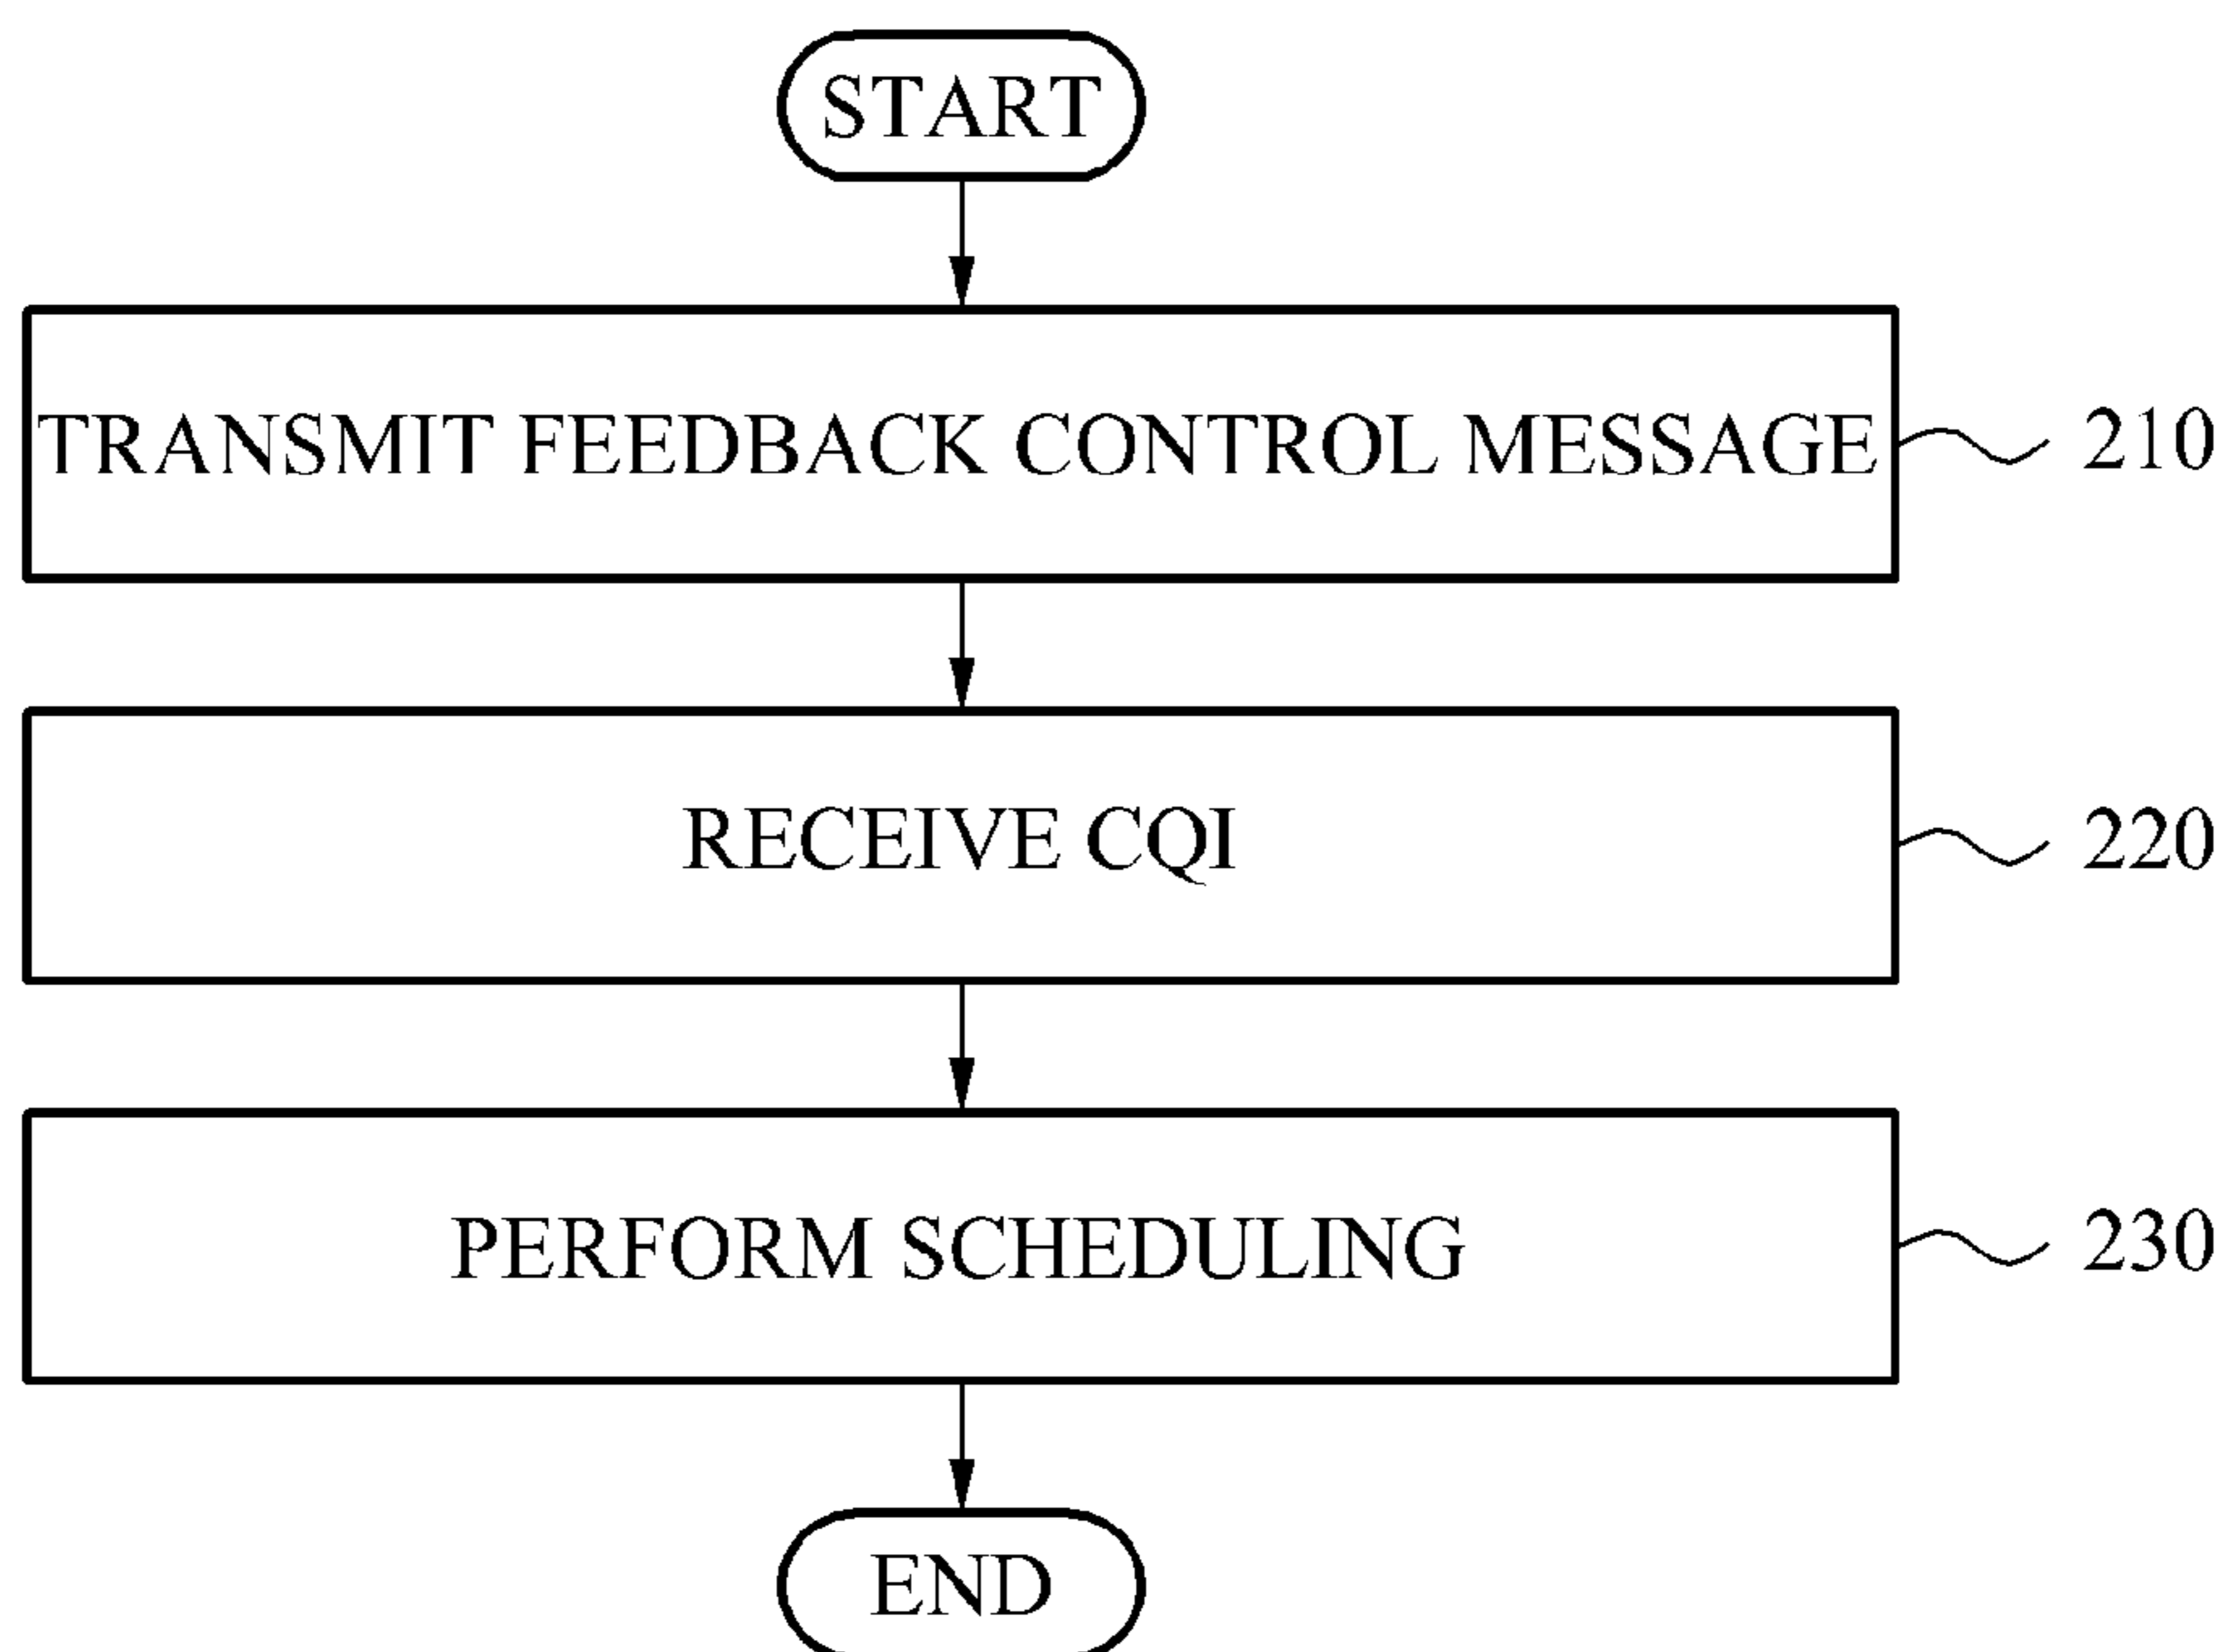 START
TRANSMIT FEEDBACK CONTROL MESSAGE
210
RECEIVE CQI
220
PERFORM SCHEDULING
230
END